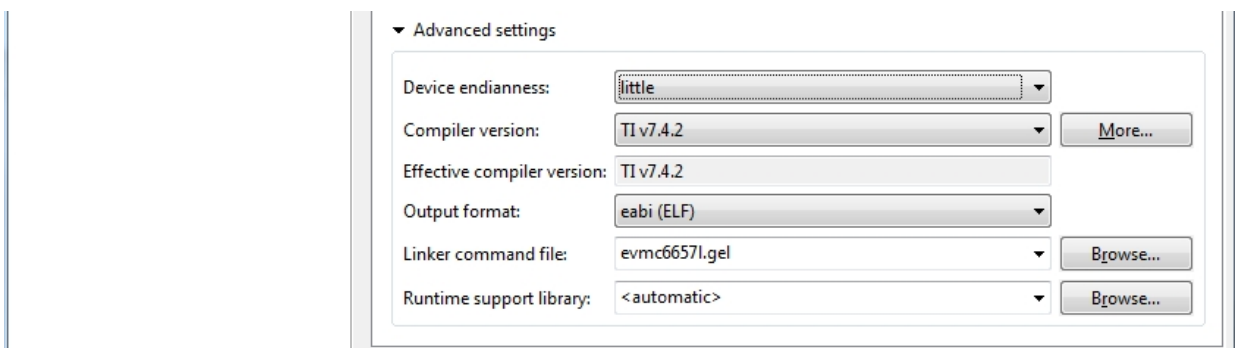 Advanced settings
Device endianness: little
Compiler version: TI v7.4.2 More...
Effective compiler version: TI v7.4.2
Output format: eabi (ELF)
Linker command file: evmc6657l.gel Browse...
Runtime support library: <automatic> Browse...